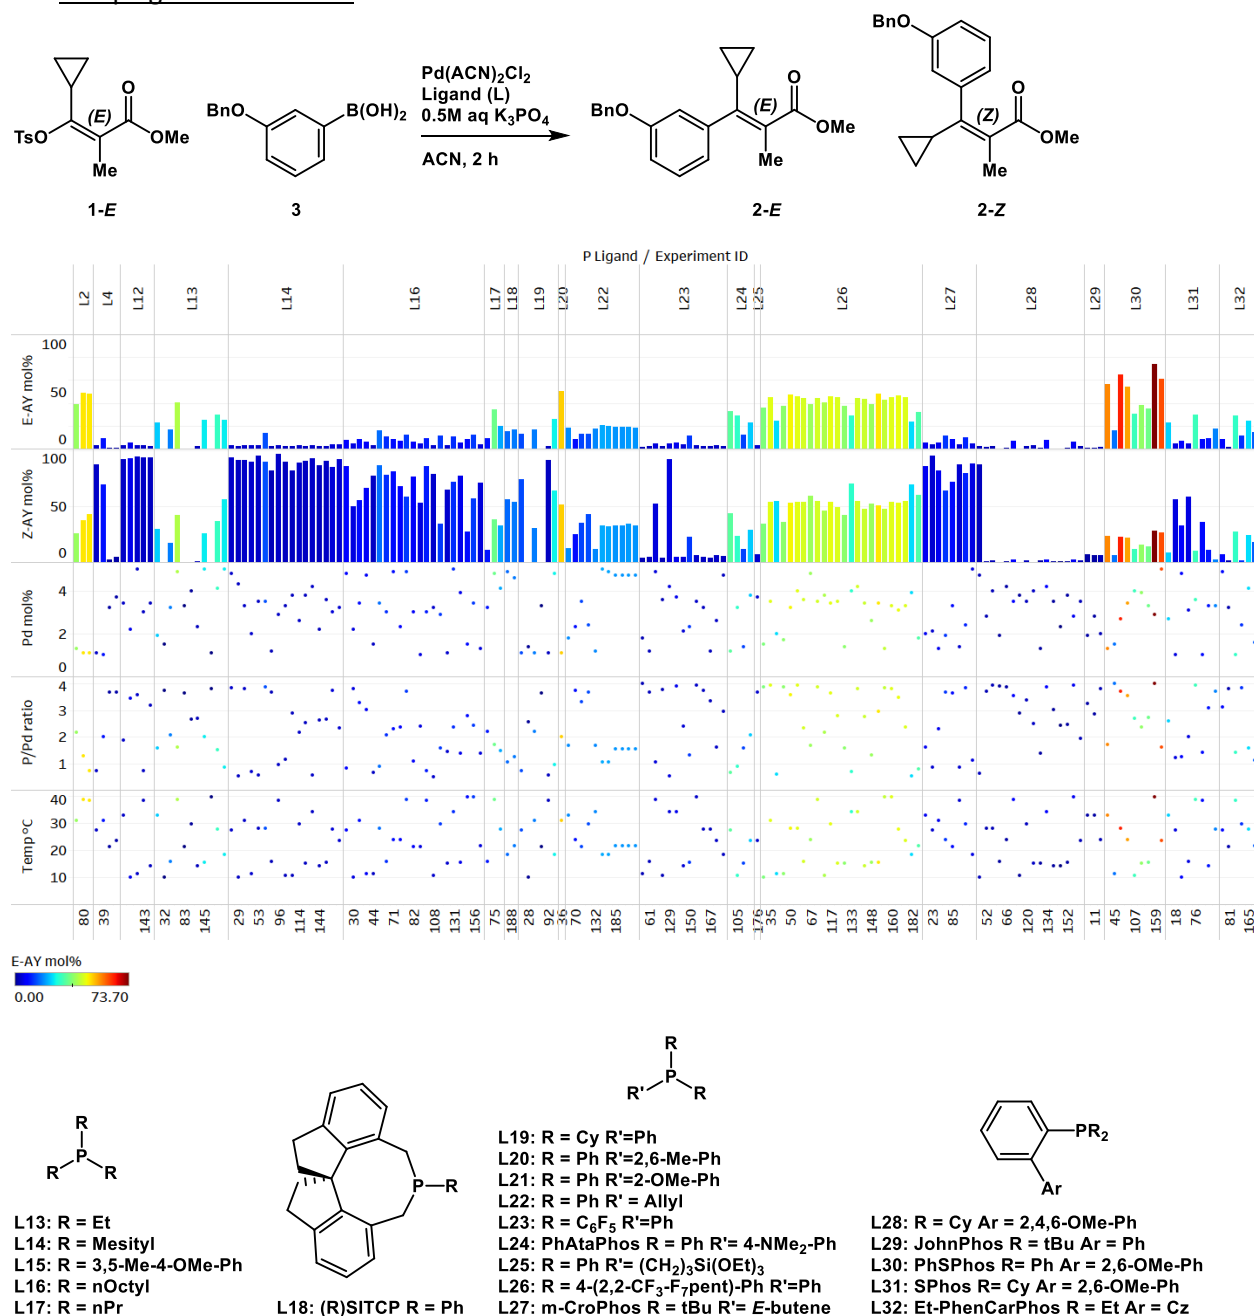 BnO
TsO
(E)
O
OMe
Me
1-E
BnO
B(OH)2
3
Pd(ACN)2Cl2
Ligand (L)
0.5M aq K3PO4
ACN, 2 h
BnO
(E)
O
OMe
Me
2-E
(Z)
O
OMe
Me
2-Z
P Ligand / Experiment ID
L2 L4 L12 L13 L14 L16 L17 L18 L19 L20 L22 L23 L24 L25 L26 L27 L28 L29 L30 L31 L32
E-AY mol%
100
50
0
Z-AY mol%
100
50
0
Pd mol%
4
2
0
P/Pd ratio
4
3
2
1
Temp °C
40
30
20
10
80 39 143 32 83 145 29 53 96 114 144 30 44 71 82 108 131 156 75 188 28 92 36 70 132 185 61 129 150 167 105 176 35 50 67 117 133 148 160 182 23 85 52 66 120 134 152 11 45 107 159 18 76 81 165
E-AY mol%
0.00 73.70
R
P
R R
L13: R = Et
L14: R = Mesityl
L15: R = 3,5-Me-4-OMe-Ph
L16: R = nOctyl
L17: R = nPr
P R
L18: (R)SITCP R = Ph
R
P
R' R
L19: R = Cy R'=Ph
L20: R = Ph R'=2,6-Me-Ph
L21: R = Ph R'=2-OMe-Ph
L22: R = Ph R' = Allyl
L23: R = C6F5 R'=Ph
L24: PhAtaPhos R = Ph R'= 4-NMe2-Ph
L25: R = Ph R'= (CH2)3Si(OEt)3
L26: R = 4-(2,2-CF3-F7pent)-Ph R'=Ph
L27: m-CroPhos R = tBu R'= E-butene
PR2
Ar
L28: R = Cy Ar = 2,4,6-OMe-Ph
L29: JohnPhos R = tBu Ar = Ph
L30: PhSPhos R= Ph Ar = 2,6-OMe-Ph
L31: SPhos R= Cy Ar = 2,6-OMe-Ph
L32: Et-PhenCarPhos R = Et Ar = Cz